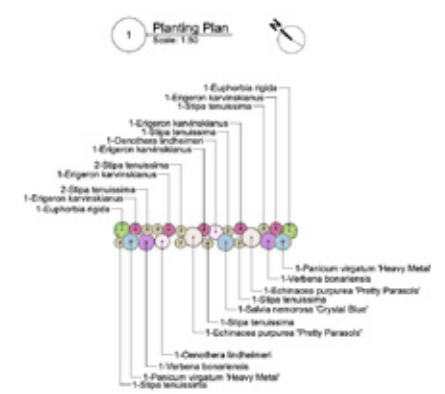 1
Planting Plan
Scale: 1:50
N
1-Euphorbia rigida
1-Erigeron karvinskianus
1-Stipa tenuissima
1-Erigeron karvinskianus
1-Stipa tenuissima
1-Oenothera lindheimeri
1-Erigeron karvinskianus
2-Stipa tenuissima
1-Erigeron karvinskianus
2-Stipa tenuissima
1-Erigeron karvinskianus
1-Euphorbia rigida
1-Panicum virgatum 'Heavy Metal'
1-Verbena bonariensis
1-Echinacea purpurea 'Pretty Parasols'
1-Stipa tenuissima
1-Salvia nemorosa 'Crystal Blue'
1-Stipa tenuissima
1-Echinacea purpurea 'Pretty Parasols'
1-Oenothera lindheimeri
1-Verbena bonariensis
1-Panicum virgatum 'Heavy Metal'
1-Stipa tenuissima